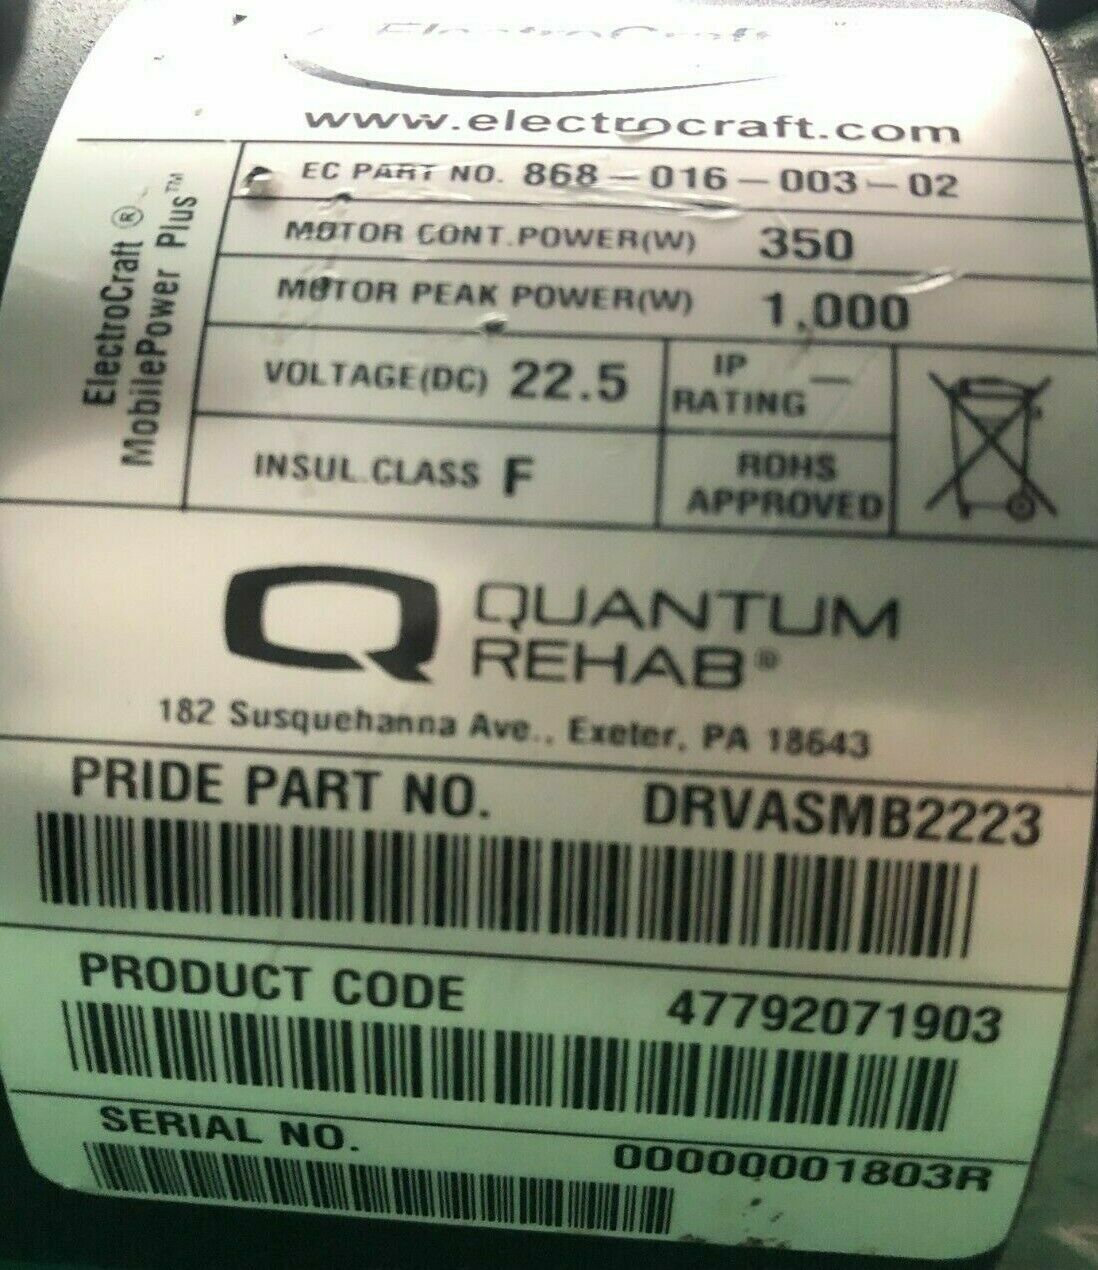 ElectroCraft
www.electrocraft.com
ElectroCraft ®
MobilePower Plus™
EC PART NO. 868-016-003-02
MOTOR CONT.POWER(W) 350
MOTOR PEAK POWER(W) 1,000
VOLTAGE(DC) 22.5
IP RATING —
INSUL.CLASS F
ROHS APPROVED
QUANTUM
REHAB®
182 Susquehanna Ave., Exeter, PA 18643
PRIDE PART NO. DRVASMB2223
PRODUCT CODE 47792071903
SERIAL NO. 00000001803R